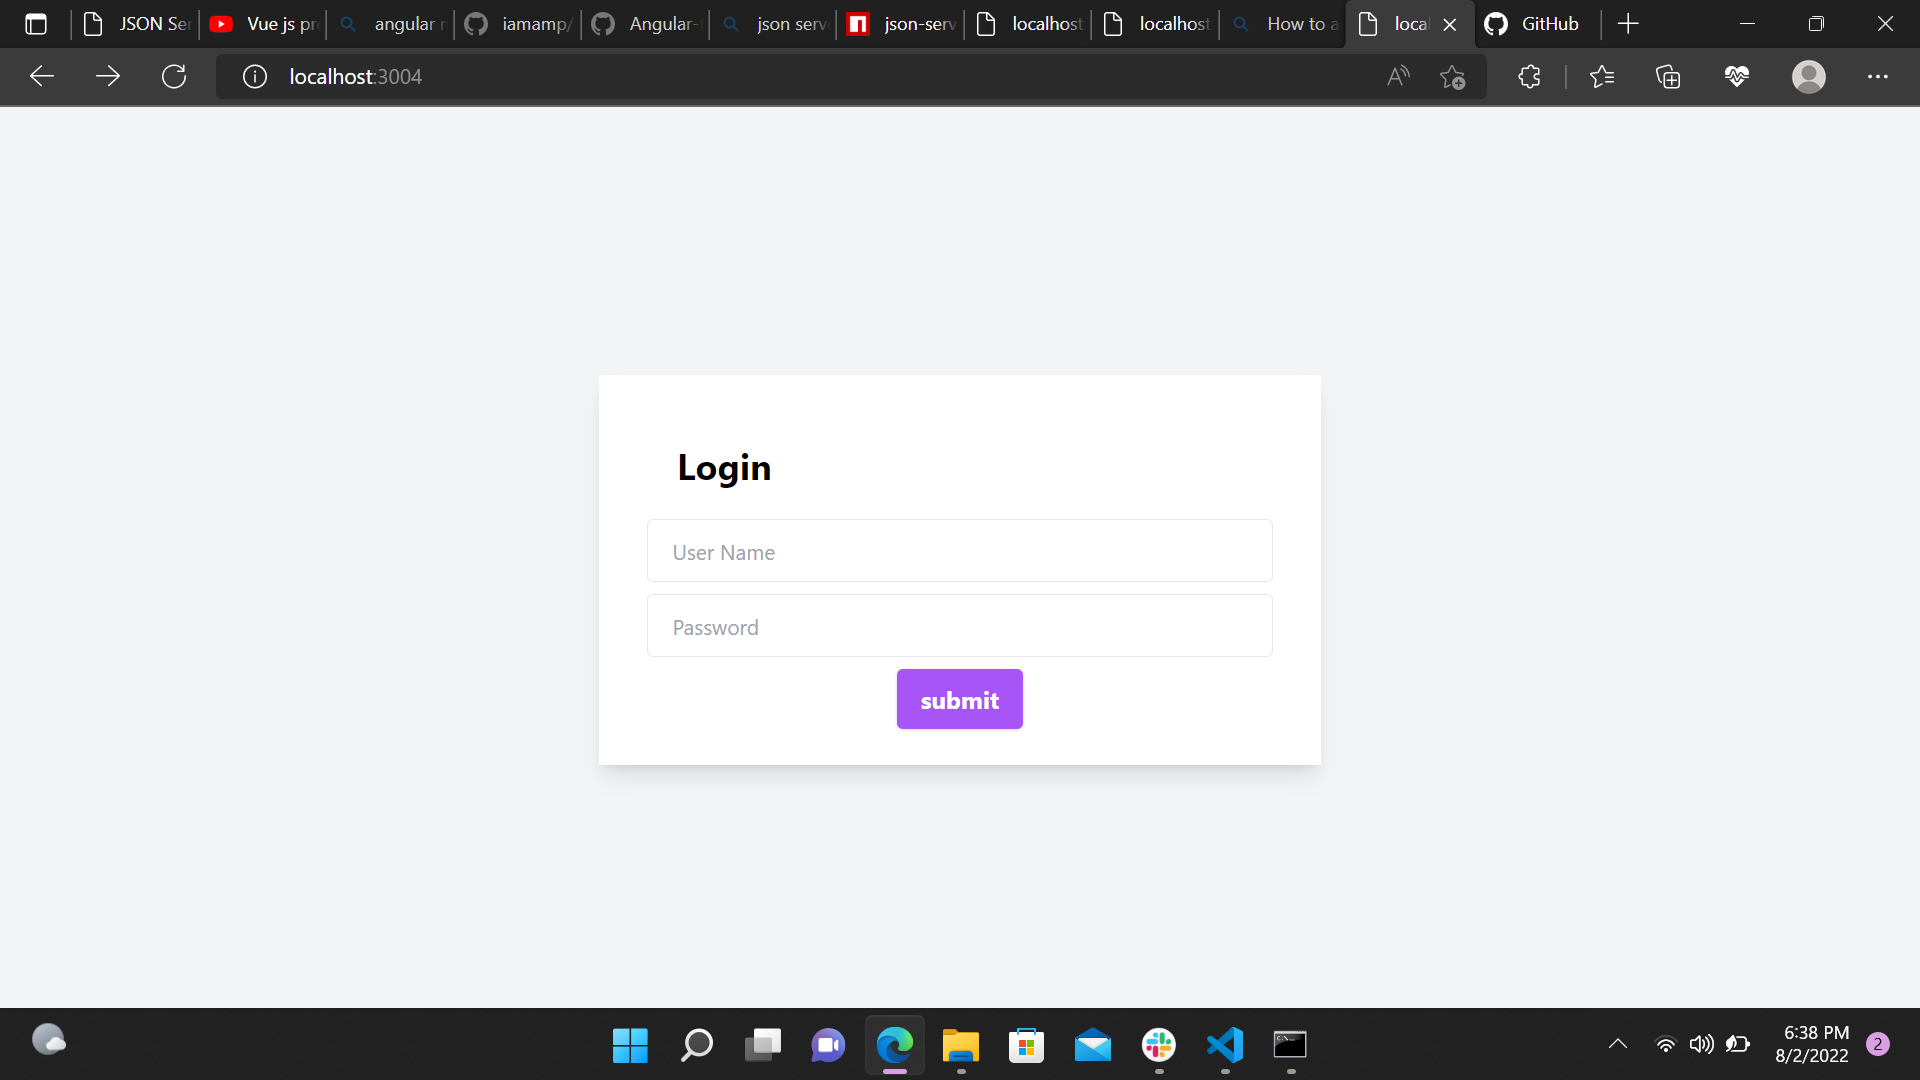 JSON Ser
Vue js pr
angular r
iamamp/
Angular-
json serv
json-serv
localhost
localhost
How to a
local
GitHub
localhost:3004
Login
User Name
Password
submit
6:38 PM
8/2/2022
2